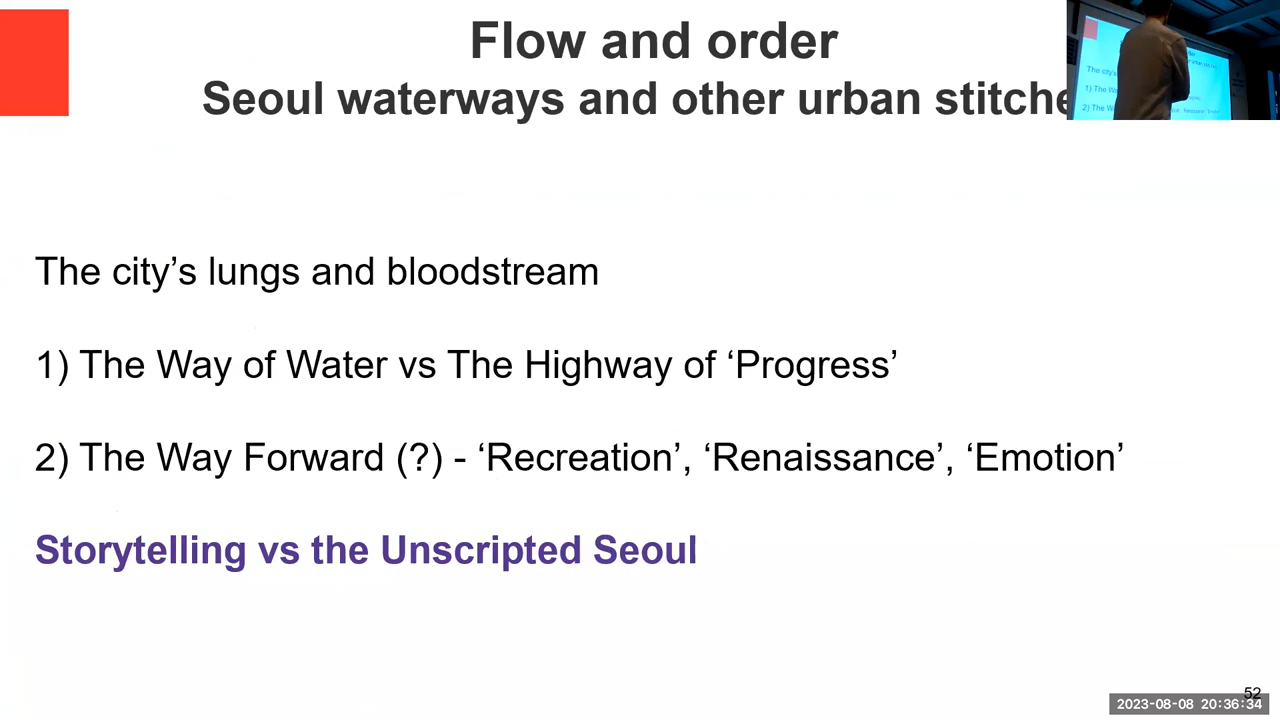 Flow and order
Seoul waterways and other urban stitche
The city’s lungs and bloodstream
1) The Way of Water vs The Highway of ‘Progress’
2) The Way Forward (?) - ‘Recreation’, ‘Renaissance’, ‘Emotion’
Storytelling vs the Unscripted Seoul
52
2023-08-08 20:36:34